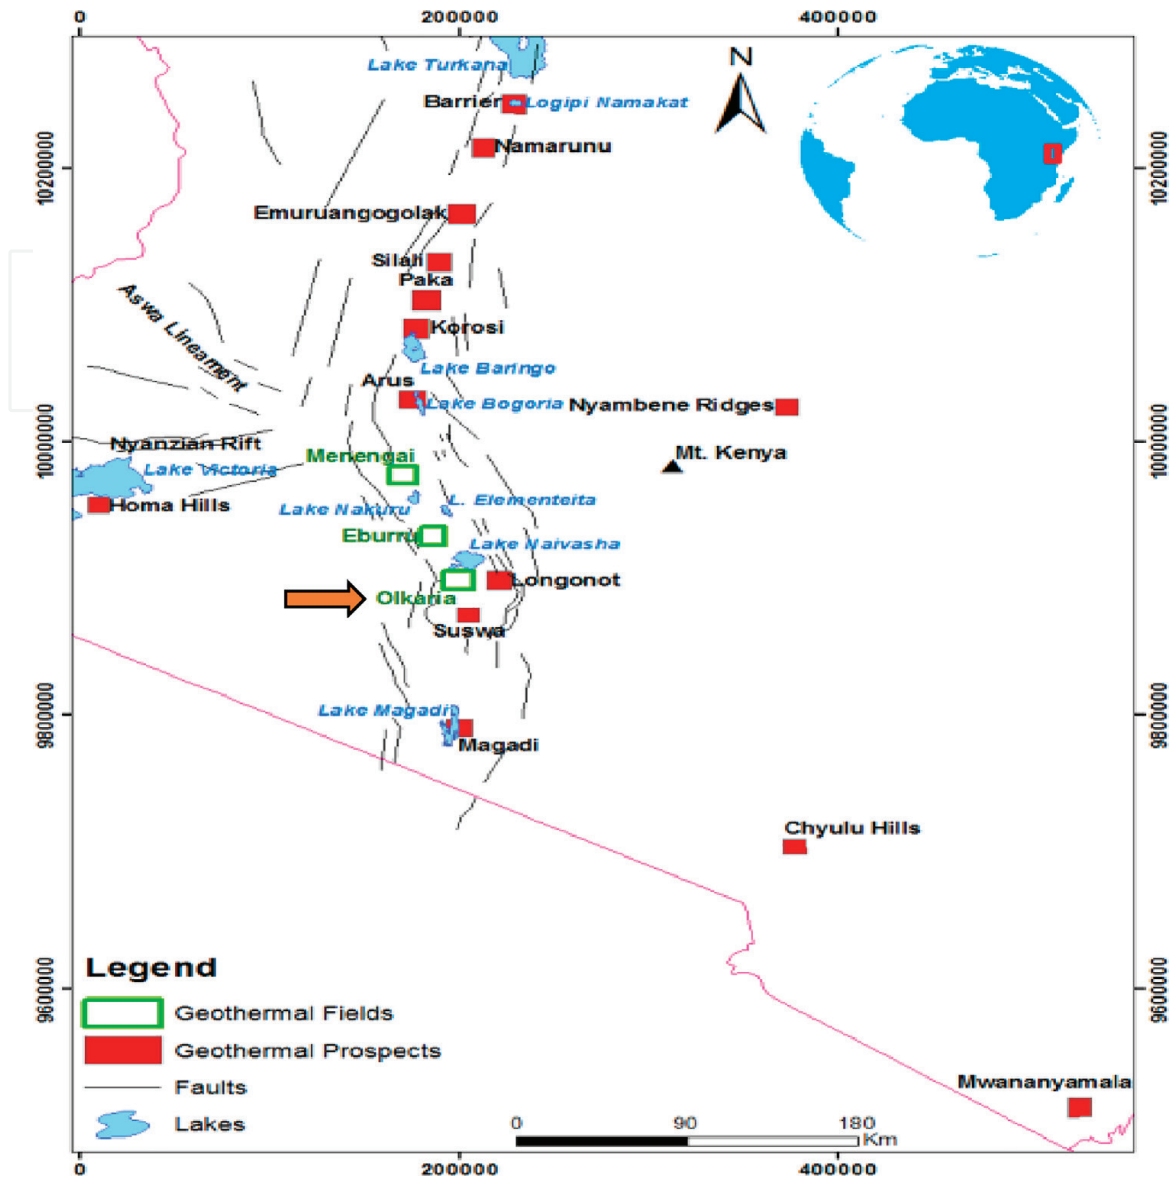 0 200000 400000
N
Lake Turkana
Barrier
Logipi Namakat
Namarunu
10200000
10200000
Emuruangogolak
Silali
Paka
Korosi
Aswa Lineament
Lake Baringo
Arus
Lake Bogoria
Nyambene Ridges
10000000
10000000
Nyanzian Rift
Menengai
Mt. Kenya
Lake Victoria
Homa Hills
Lake Nakuru
L. Elementeita
Eburru
Lake Naivasha
Longonot
Olkaria
Suswa
Lake Magadi
9800000
9800000
Magadi
Chyulu Hills
Legend
9600000
9600000
Geothermal Fields
Geothermal Prospects
Faults
Lakes
Mwananyamala
0 90 180
Km
0 200000 400000